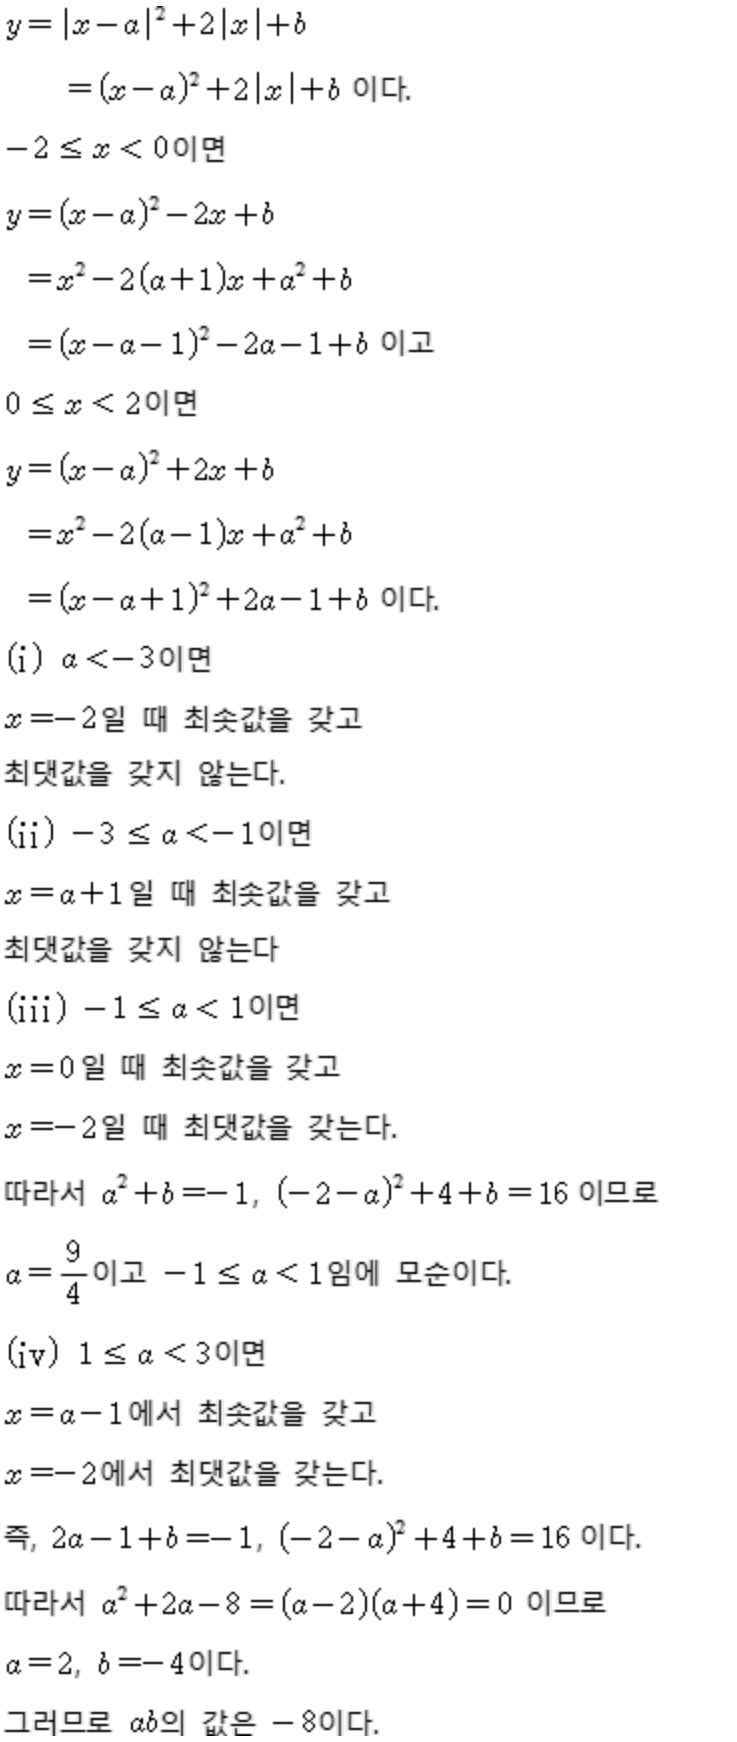 y = |x-a|² + 2|x| + b
= (x-a)² + 2|x| + b 이다.
-2 ≤ x < 0이면
y = (x-a)² - 2x + b
= x² - 2(a+1)x + a² + b
= (x-a-1)² - 2a - 1 + b 이고
0 ≤ x < 2이면
y = (x-a)² + 2x + b
= x² - 2(a-1)x + a² + b
= (x-a+1)² + 2a - 1 + b 이다.
(i) a < -3이면
x = -2일 때 최솟값을 갖고
최댓값을 갖지 않는다.
(ii) -3 ≤ a < -1이면
x = a+1일 때 최솟값을 갖고
최댓값을 갖지 않는다
(iii) -1 ≤ a < 1이면
x = 0일 때 최솟값을 갖고
x = -2일 때 최댓값을 갖는다.
따라서 a² + b = -1, (-2-a)² + 4 + b = 16 이므로
a = 9/4 이고 -1 ≤ a < 1임에 모순이다.
(iv) 1 ≤ a < 3이면
x = a-1에서 최솟값을 갖고
x = -2에서 최댓값을 갖는다.
즉, 2a - 1 + b = -1, (-2-a)² + 4 + b = 16 이다.
따라서 a² + 2a - 8 = (a-2)(a+4) = 0 이므로
a = 2, b = -4이다.
그러므로 ab의 값은 -8이다.